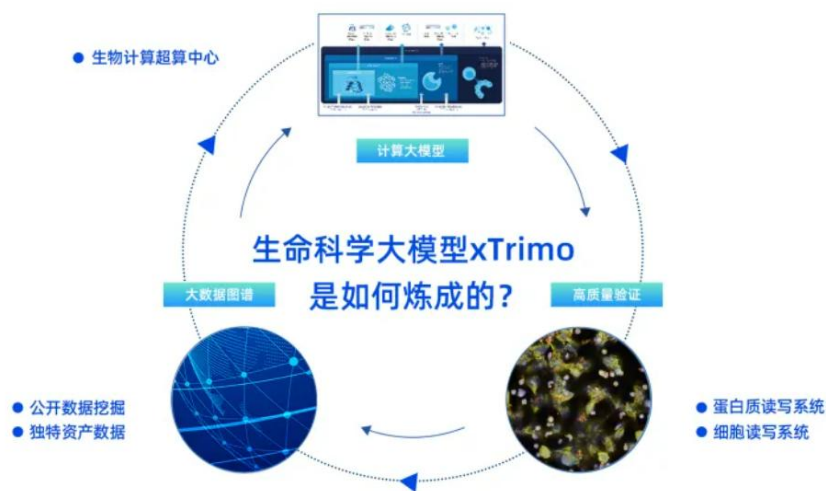 生物计算超算中心
计算大模型
生命科学大模型xTrimo
是如何炼成的？
大数据图谱
高质量验证
公开数据挖掘
独特资产数据
蛋白质读写系统
细胞读写系统